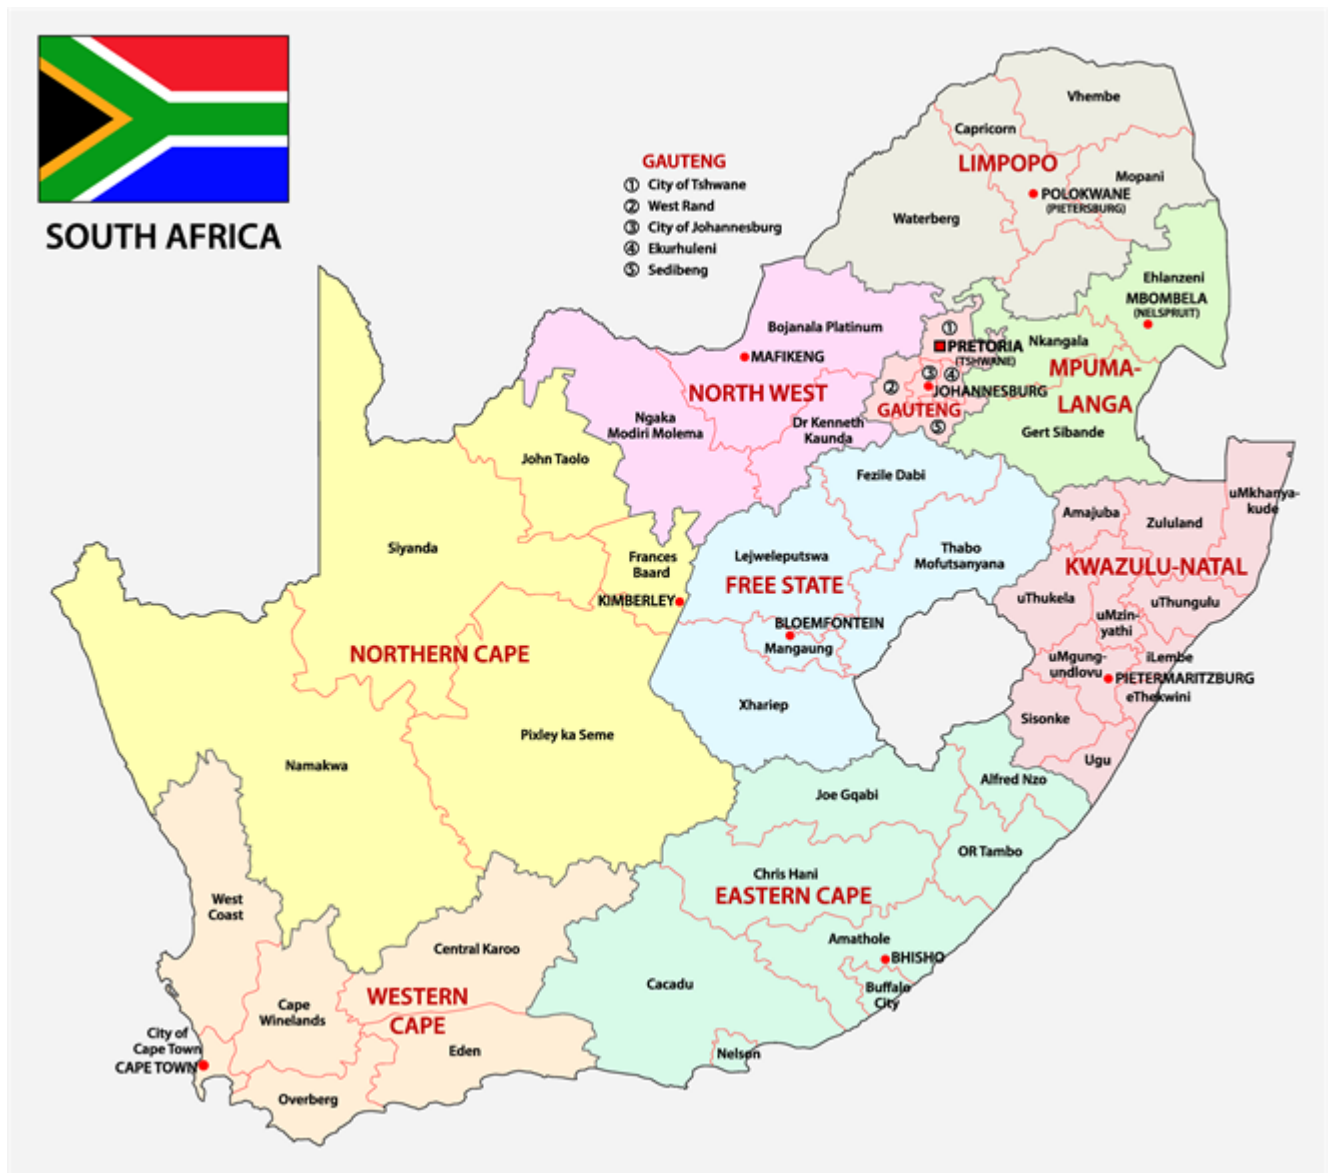 SOUTH AFRICA
GAUTENG
① City of Tshwane
② West Rand
③ City of Johannesburg
④ Ekurhuleni
⑤ Sedibeng
Vhembe
Capricorn
LIMPOPO
Mopani
POLOKWANE
(PIETERSBURG)
Waterberg
Ehlanzeni
MBOMBELA
(NELSPRUIT)
Bojanala Platinum
①
Nkangala
PRETORIA
(TSHWANE)
MAFIKENG
MPUMA-
LANGA
NORTH WEST
②
③
④
JOHANNESBURG
GAUTENG
⑤
Ngaka
Modiri Molema
Dr Kenneth
Kaunda
Gert Sibande
John Taolo
Fezile Dabi
uMkhanya-
kude
Amajuba
Zululand
Siyanda
Frances
Baard
Lejweleputswa
Thabo
Mofutsanyana
KWAZULU-NATAL
FREE STATE
KIMBERLEY
uThukela
uThungulu
uMzin-
yathi
BLOEMFONTEIN
Mangaung
NORTHERN CAPE
uMgung-
undlovu
iLembe
PIETERMARITZBURG
eThekwini
Xhariep
Sisonke
Pixley ka Seme
Ugu
Namakwa
Alfred Nzo
Joe Gqabi
OR Tambo
Chris Hani
EASTERN CAPE
West
Coast
Amathole
BHISHO
Central Karoo
Cacadu
Buffalo
City
WESTERN
CAPE
Cape
Winelands
City of
Cape Town
CAPE TOWN
Eden
Nelson
Overberg